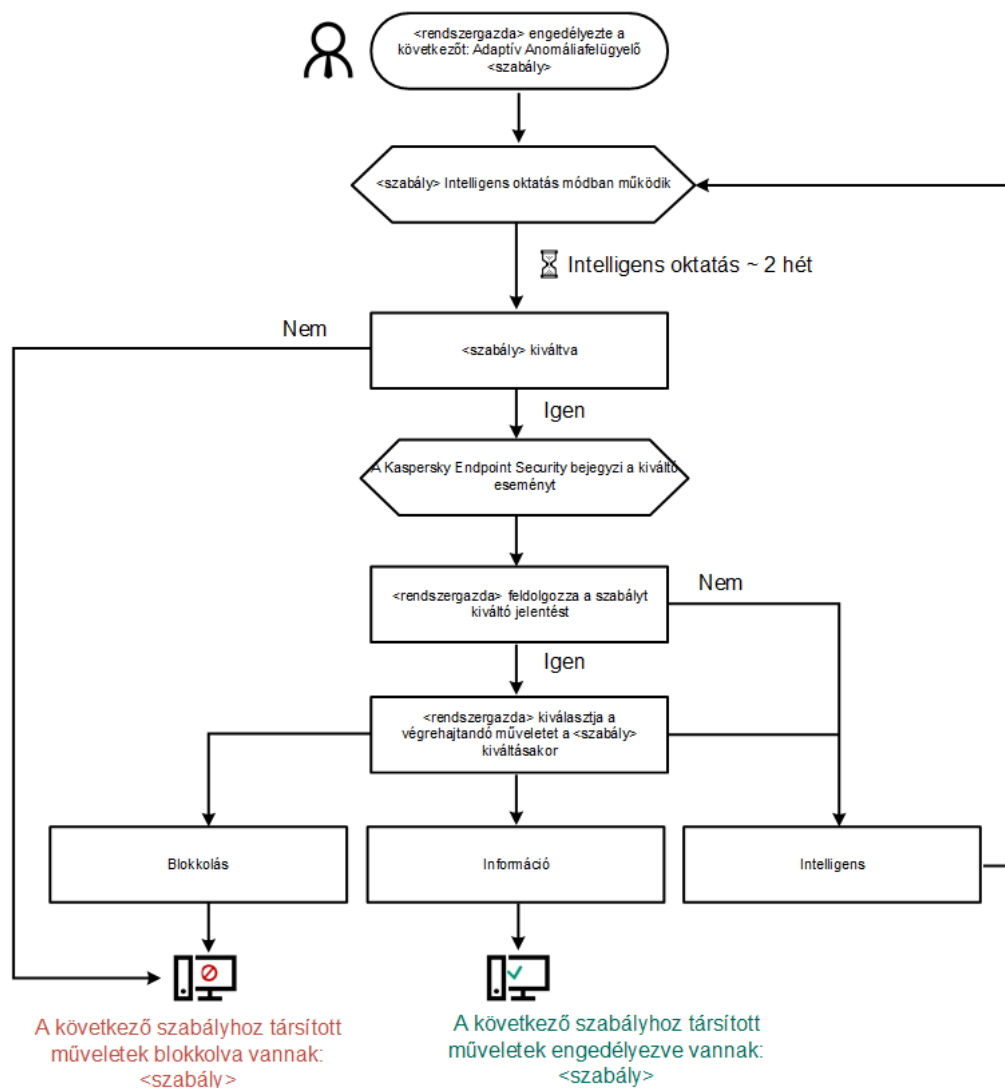 <rendszergazda> engedélyezte a
következőt: Adaptív Anomáliafelügyelő
<szabály>
<szabály> Intelligens oktatás módban működik
Intelligens oktatás ~ 2 hét
Nem
<szabály> kiváltva
Igen
A Kaspersky Endpoint Security bejegyzi a kiváltó
eseményt
<rendszergazda> feldolgozza a szabályt
kiváltó jelentést
Nem
Igen
<rendszergazda> kiválasztja a
végrehajtandó műveletet a <szabály>
kiváltásakor
Blokkolás
Információ
Intelligens
A következő szabályhoz társított
műveletek blokkolva vannak:
<szabály>
A következő szabályhoz társított
műveletek engedélyezve vannak:
<szabály>